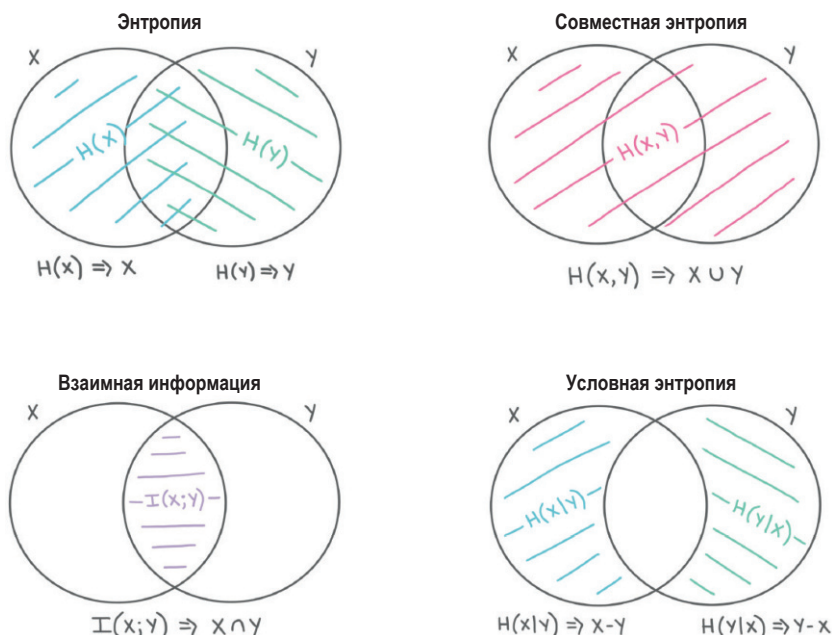 Энтропия
X Y
H(X) H(Y)
H(X) ⇒ X H(Y) ⇒ Y
Совместная энтропия
X Y
H(X,Y)
H(X,Y) ⇒ X ∪ Y
Взаимная информация
X Y
I(X;Y)
I(X;Y) ⇒ X ∩ Y
Условная энтропия
X Y
H(X|Y) H(Y|X)
H(X|Y) ⇒ X-Y H(Y|X) ⇒ Y-X